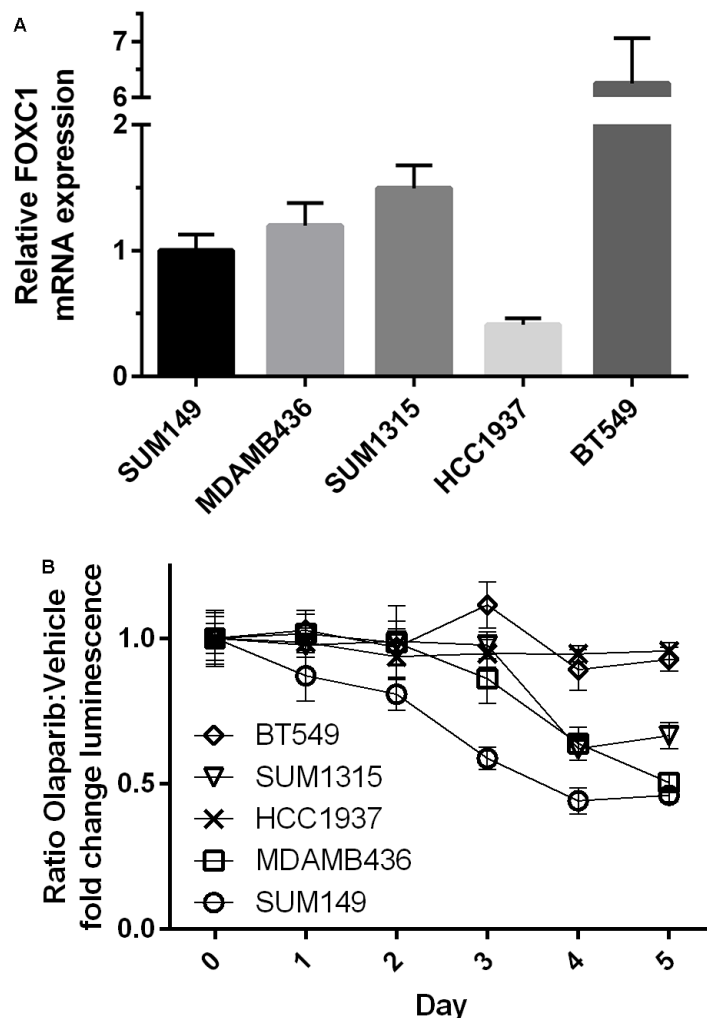 A
Relative FOXC1
mRNA expression
7
6
2
1
0
SUM149
MDAMB436
SUM1315
HCC1937
BT549
B
Ratio Olaparib:Vehicle
fold change luminescence
1.0
0.5
0.0
BT549
SUM1315
HCC1937
MDAMB436
SUM149
0
1
2
3
4
5
Day